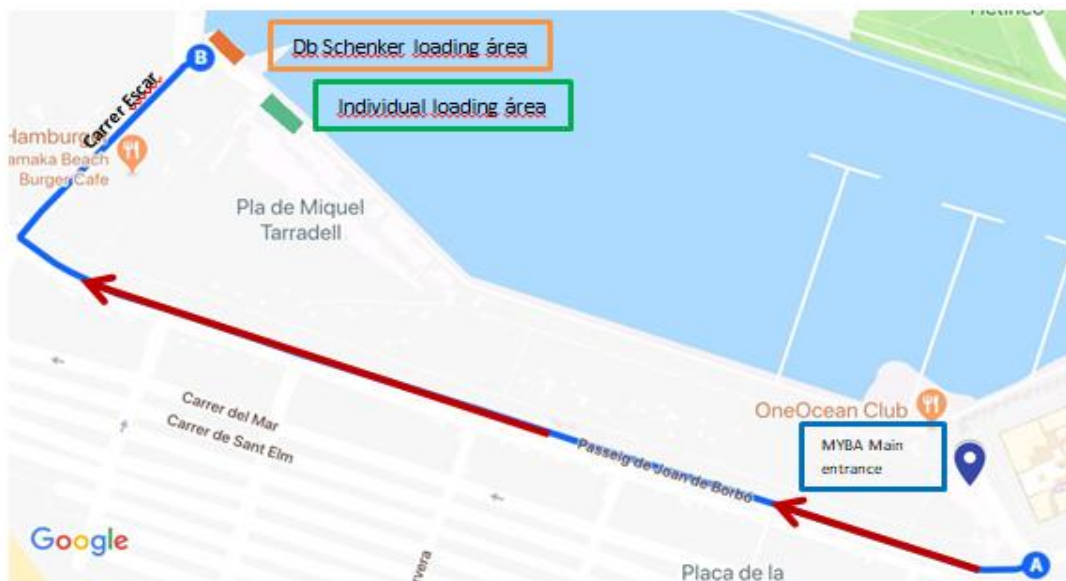 Db Schenker loading área
B
Individual loading área
Carrer Escar
Hamburg
amaka Beach
Burger Cafe
Pla de Miquel
Tarradell
OneOcean Club
Carrer del Mar
Carrer de Sant Elm
MYBA Main
entrance
Passeig de Joan de Borbó
Google
rvera
Placa de la
A